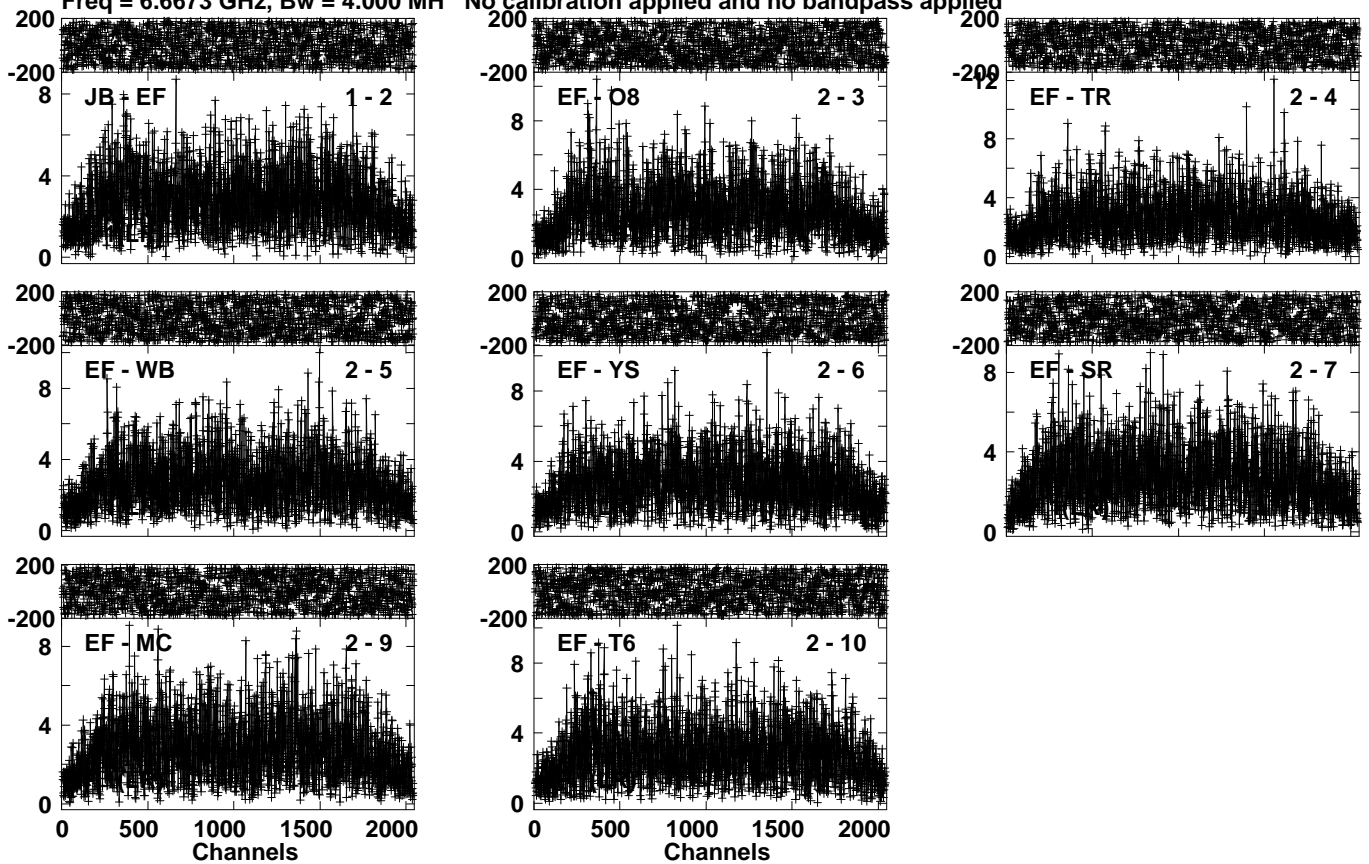 Freq = 6.6673 GHz, Bw = 4.000 MH No calibration applied and no bandpass applied
200 200 200
-200 -200 -200
JB - EF 1 - 2 EF - O8 2 - 3 EF - TR 2 - 4
12
8 8 8
4 4 4
0 0 0
200 200 200
-200 -200 -200
EF - WB 2 - 5 EF - YS 2 - 6 EF - SR 2 - 7
8 8 8
4 4 4
0 0 0
200 200
-200 -200
EF - MC 2 - 9 EF - T6 2 - 10
8 8
4 4
0 0
0 500 1000 1500 2000 0 500 1000 1500 2000
Channels Channels